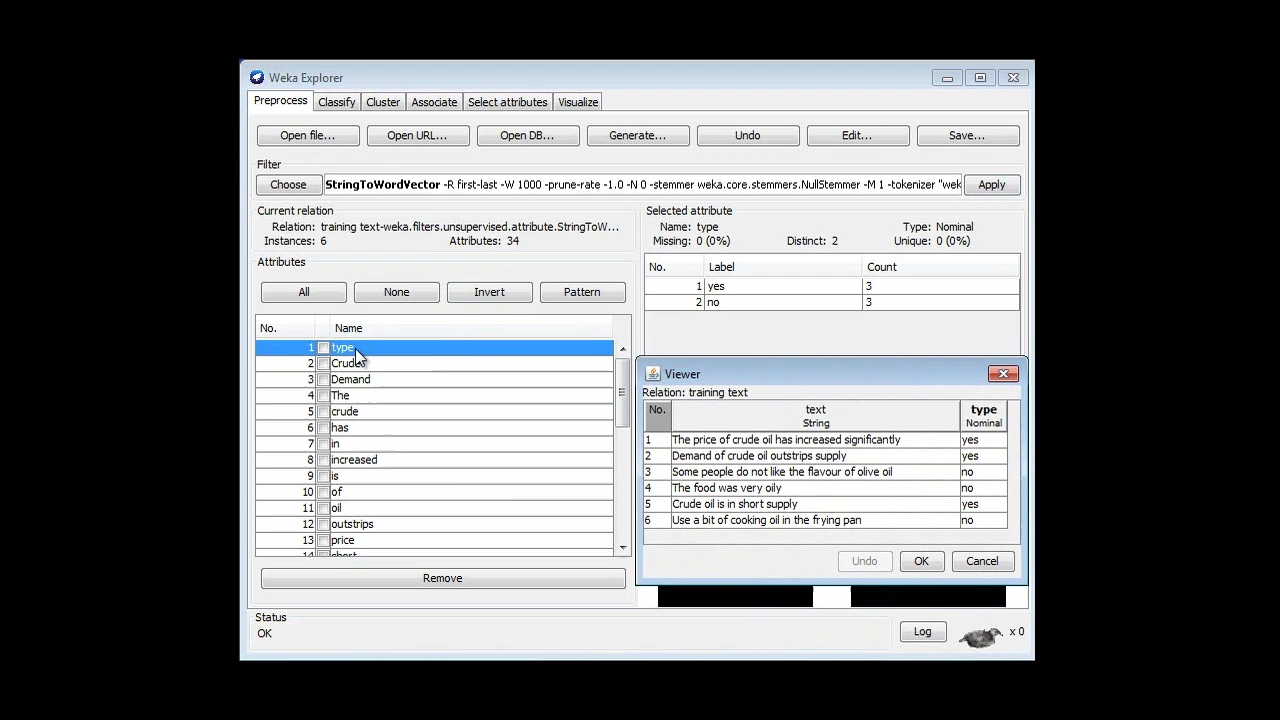 Weka Explorer
Preprocess Classify Cluster Associate Select attributes Visualize
Open file... Open URL... Open DB... Generate... Undo Edit... Save...
Filter
Choose StringToWordVector -R first-last -W 1000 -prune-rate -1.0 -N 0 -stemmer weka.core.stemmers.NullStemmer -M 1 -tokenizer "wek Apply
Current relation
Relation: training text-weka.filters.unsupervised.attribute.StringToW...
Instances: 6 Attributes: 34
Selected attribute
Name: type Type: Nominal
Missing: 0 (0%) Distinct: 2 Unique: 0 (0%)
No. Label Count
1 yes 3
2 no 3
Attributes
All None Invert Pattern
No. Name
1 type
2 Crude
3 Demand
4 The
5 crude
6 has
7 in
8 increased
9 is
10 of
11 oil
12 outstrips
13 price
14 short
Remove
Viewer
Relation: training text
No. text type
String Nominal
1 The price of crude oil has increased significantly yes
2 Demand of crude oil outstrips supply yes
3 Some people do not like the flavour of olive oil no
4 The food was very oily no
5 Crude oil is in short supply yes
6 Use a bit of cooking oil in the frying pan no
Undo OK Cancel
Status
OK
Log x 0